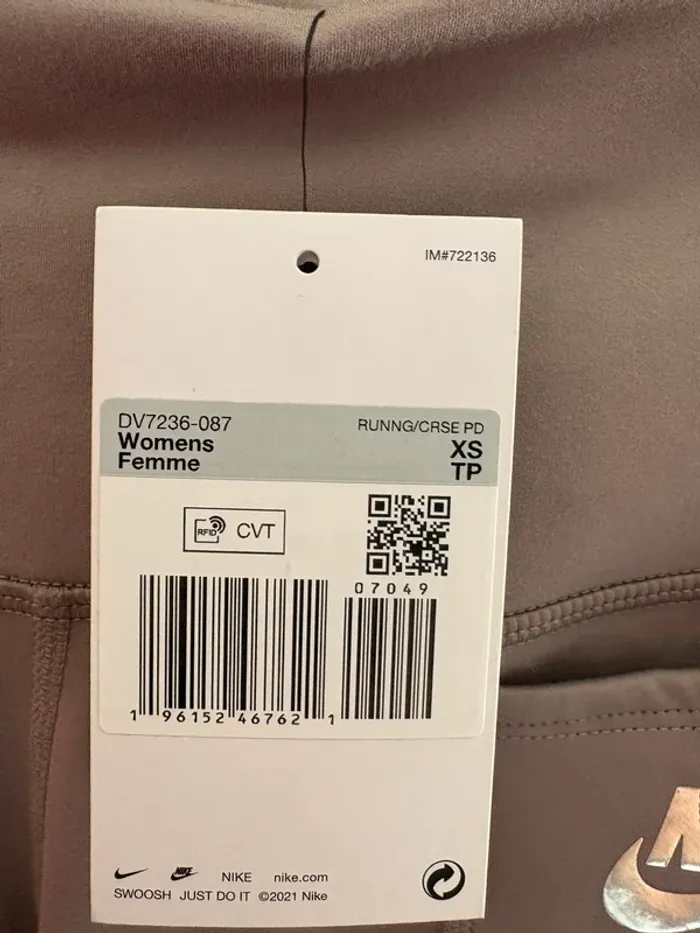 IM#722136
DV7236-087
RUNNG/CRSE PD
Womens
XS
Femme
TP
RFID
CVT
07049
1 96152 46762 1
NIKE
NIKE nike.com
SWOOSH JUST DO IT ©2021 Nike